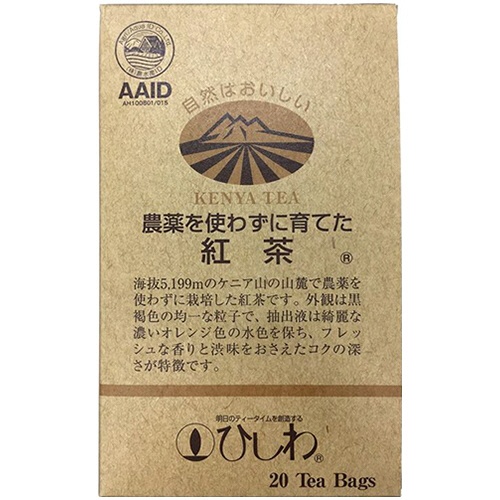 AAID
AH100801/015
自然はおいしい
KENYA TEA
農薬を使わずに育てた
紅茶®
海抜5,199mのケニア山の山麓で農薬を
使わずに栽培した紅茶です。外観は黒
褐色の均一な粒子で、抽出液は綺麗な
濃いオレンジ色の水色を保ち、フレッ
シュな香りと渋味をおさえたコクの深
さが特徴です。
明日のティータイムを創造する
ひしわ®
20 Tea Bags